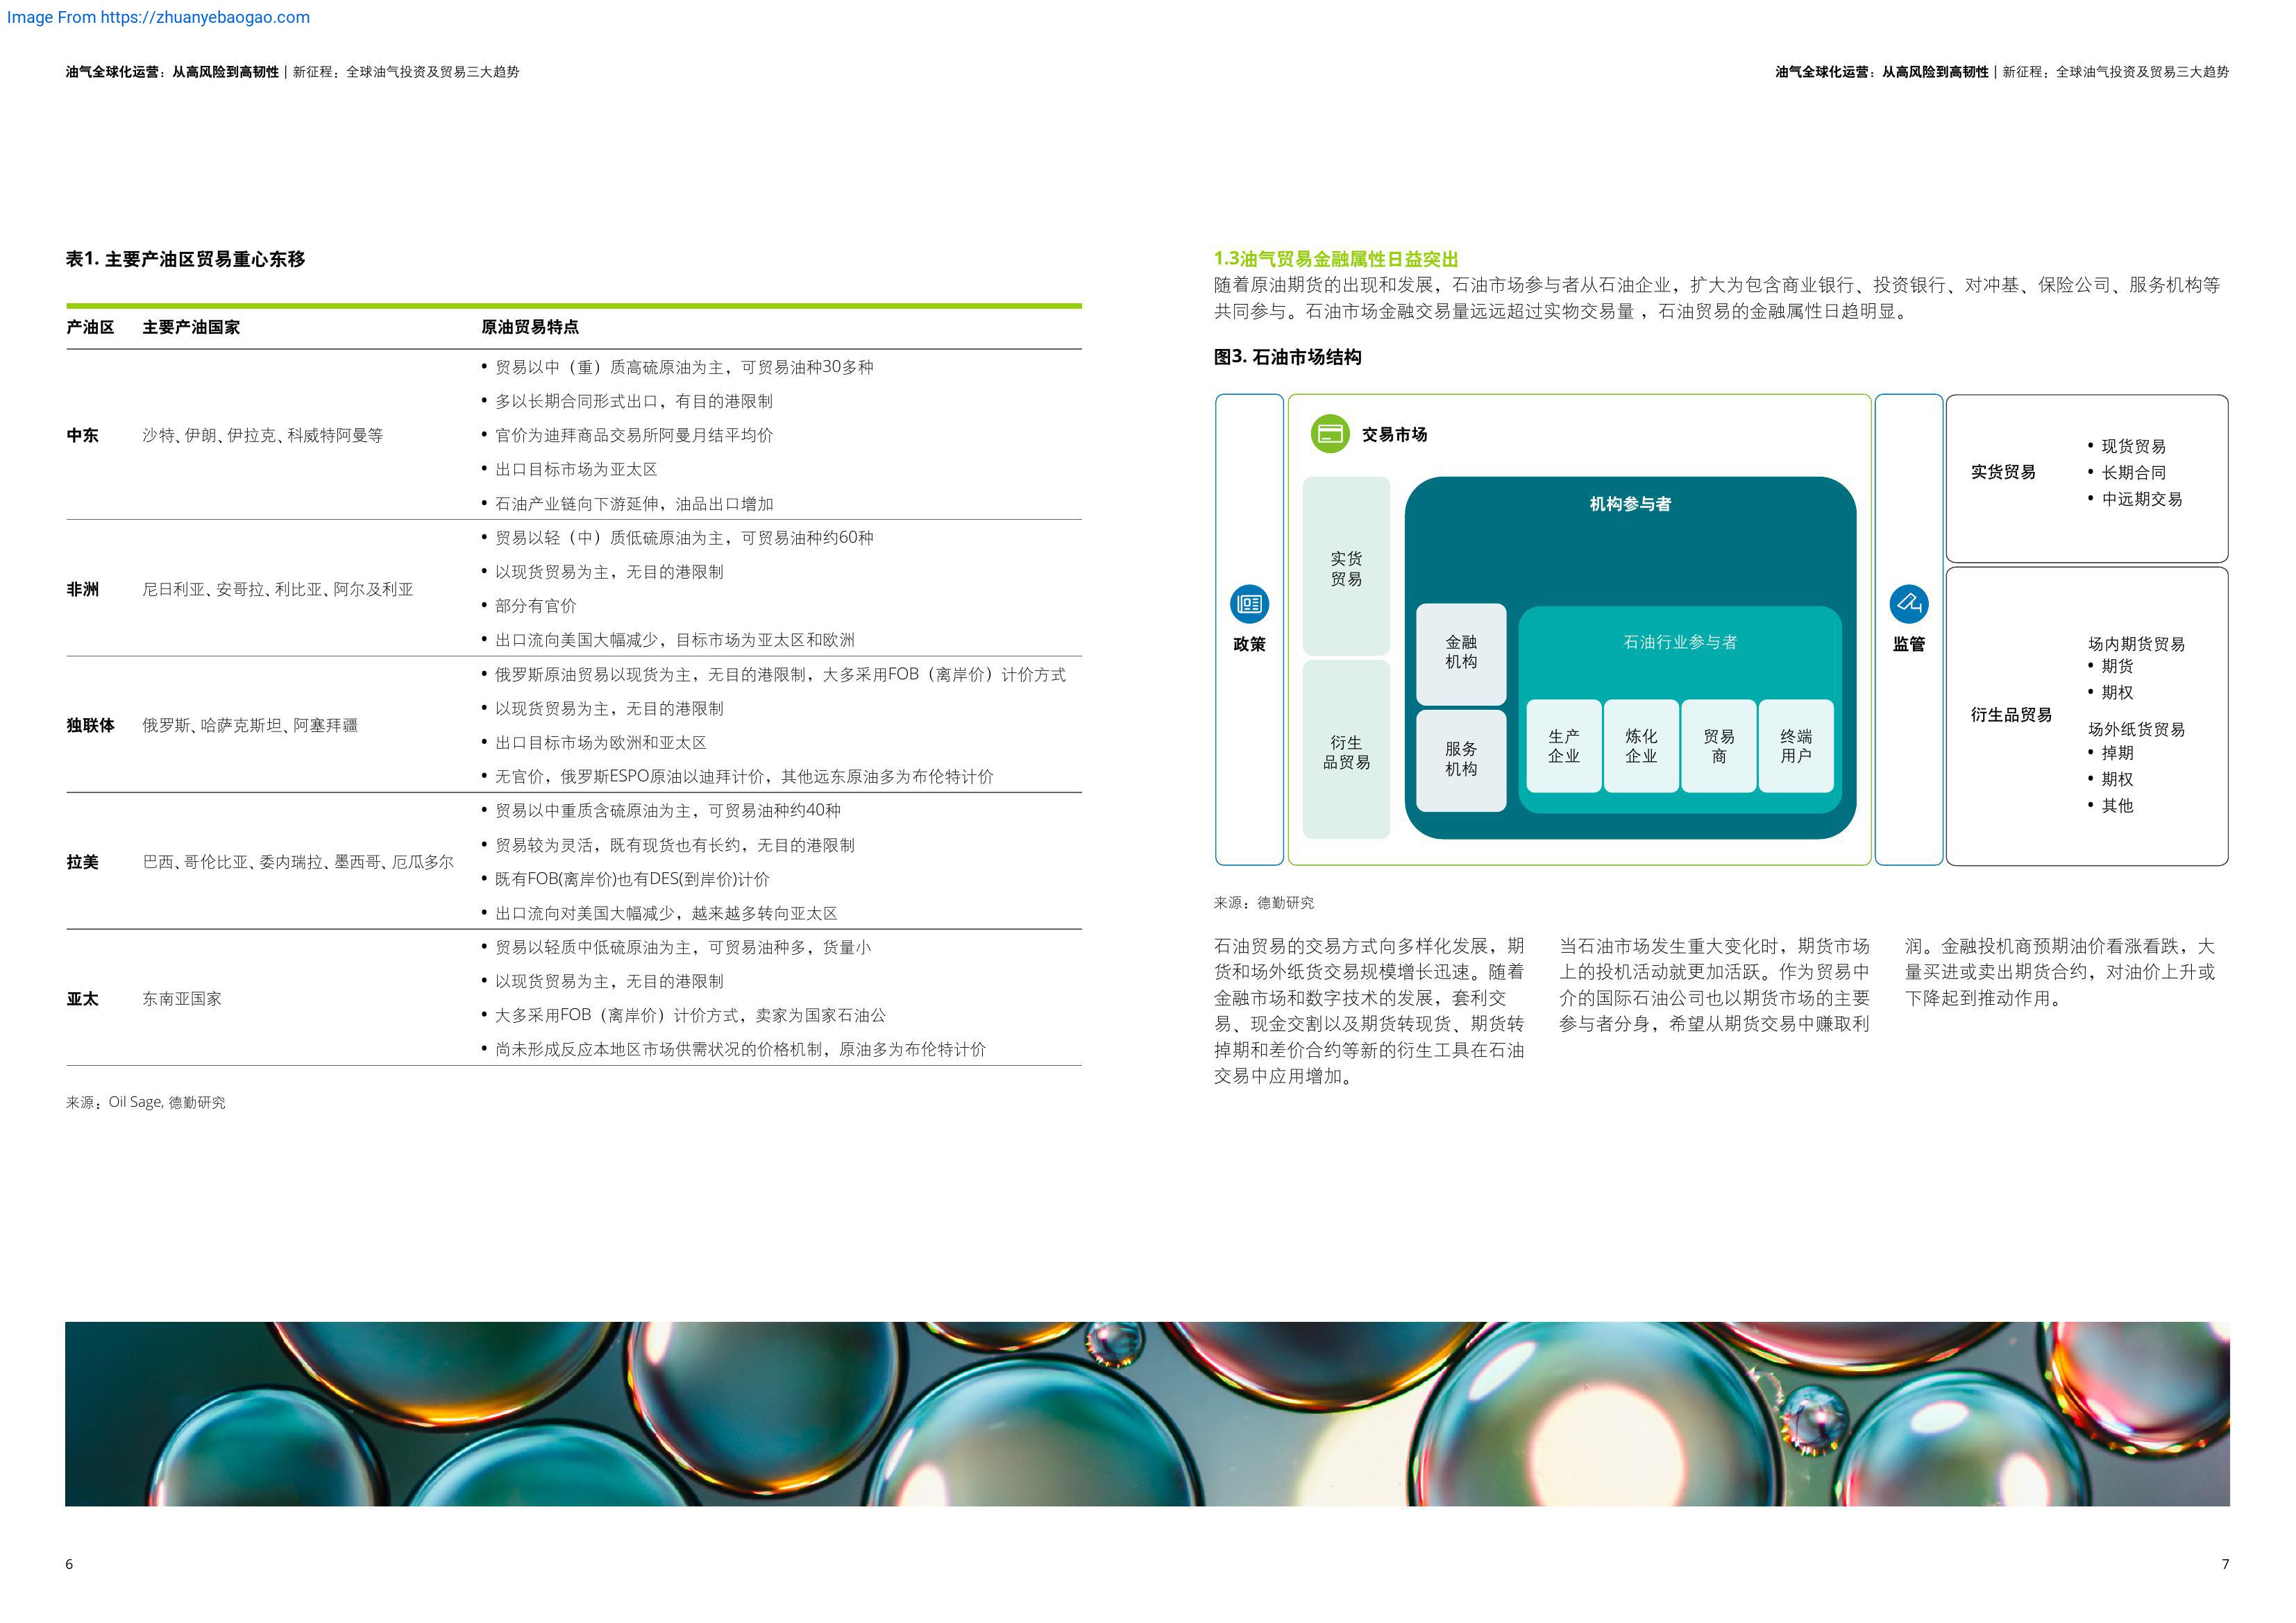 Image From https://zhuanyebaogao.com
油气全球化运营：从高风险到高韧性 | 新征程：全球油气投资及贸易三大趋势
油气全球化运营：从高风险到高韧性 | 新征程：全球油气投资及贸易三大趋势
表1. 主要产油区贸易重心东移
产油区 主要产油国家 原油贸易特点
中东 沙特、伊朗、伊拉克、科威特阿曼等
• 贸易以中（重）质高硫原油为主，可贸易油种30多种
• 多以长期合同形式出口，有目的港限制
• 官价为迪拜商品交易所阿曼月结平均价
• 出口目标市场为亚太区
• 石油产业链向下游延伸，油品出口增加
非洲 尼日利亚、安哥拉、利比亚、阿尔及利亚
• 贸易以轻（中）质低硫原油为主，可贸易油种约60种
• 以现货贸易为主，无目的港限制
• 部分有官价
• 出口流向美国大幅减少，目标市场为亚太区和欧洲
独联体 俄罗斯、哈萨克斯坦、阿塞拜疆
• 俄罗斯原油贸易以现货为主，无目的港限制，大多采用FOB（离岸价）计价方式
• 以现货贸易为主，无目的港限制
• 出口目标市场为欧洲和亚太区
• 无官价，俄罗斯ESPO原油以迪拜计价，其他远东原油多为布伦特计价
拉美 巴西、哥伦比亚、委内瑞拉、墨西哥、厄瓜多尔
• 贸易以中重质含硫原油为主，可贸易油种约40种
• 贸易较为灵活，既有现货也有长约，无目的港限制
• 既有FOB(离岸价)也有DES(到岸价)计价
• 出口流向对美国大幅减少，越来越多转向亚太区
亚太 东南亚国家
• 贸易以轻质中低硫原油为主，可贸易油种多，货量小
• 以现货贸易为主，无目的港限制
• 大多采用FOB（离岸价）计价方式，卖家为国家石油公
• 尚未形成反应本地区市场供需状况的价格机制，原油多为布伦特计价
来源：Oil Sage, 德勤研究
1.3油气贸易金融属性日益突出
随着原油期货的出现和发展，石油市场参与者从石油企业，扩大为包含商业银行、投资银行、对冲基、保险公司、服务机构等
共同参与。石油市场金融交易量远远超过实物交易量 ，石油贸易的金融属性日趋明显。
图3. 石油市场结构
政策
交易市场
实货
贸易
衍生
品贸易
机构参与者
金融
机构
服务
机构
石油行业参与者
生产
企业
炼化
企业
贸易
商
终端
用户
监管
实货贸易
• 现货贸易
• 长期合同
• 中远期交易
衍生品贸易
场内期货贸易
• 期货
• 期权
场外纸货贸易
• 掉期
• 期权
• 其他
来源：德勤研究
石油贸易的交易方式向多样化发展，期
货和场外纸货交易规模增长迅速。随着
金融市场和数字技术的发展，套利交
易、现金交割以及期货转现货、期货转
掉期和差价合约等新的衍生工具在石油
交易中应用增加。
当石油市场发生重大变化时，期货市场
上的投机活动就更加活跃。作为贸易中
介的国际石油公司也以期货市场的主要
参与者分身，希望从期货交易中赚取利
润。金融投机商预期油价看涨看跌，大
量买进或卖出期货合约，对油价上升或
下降起到推动作用。
6
7